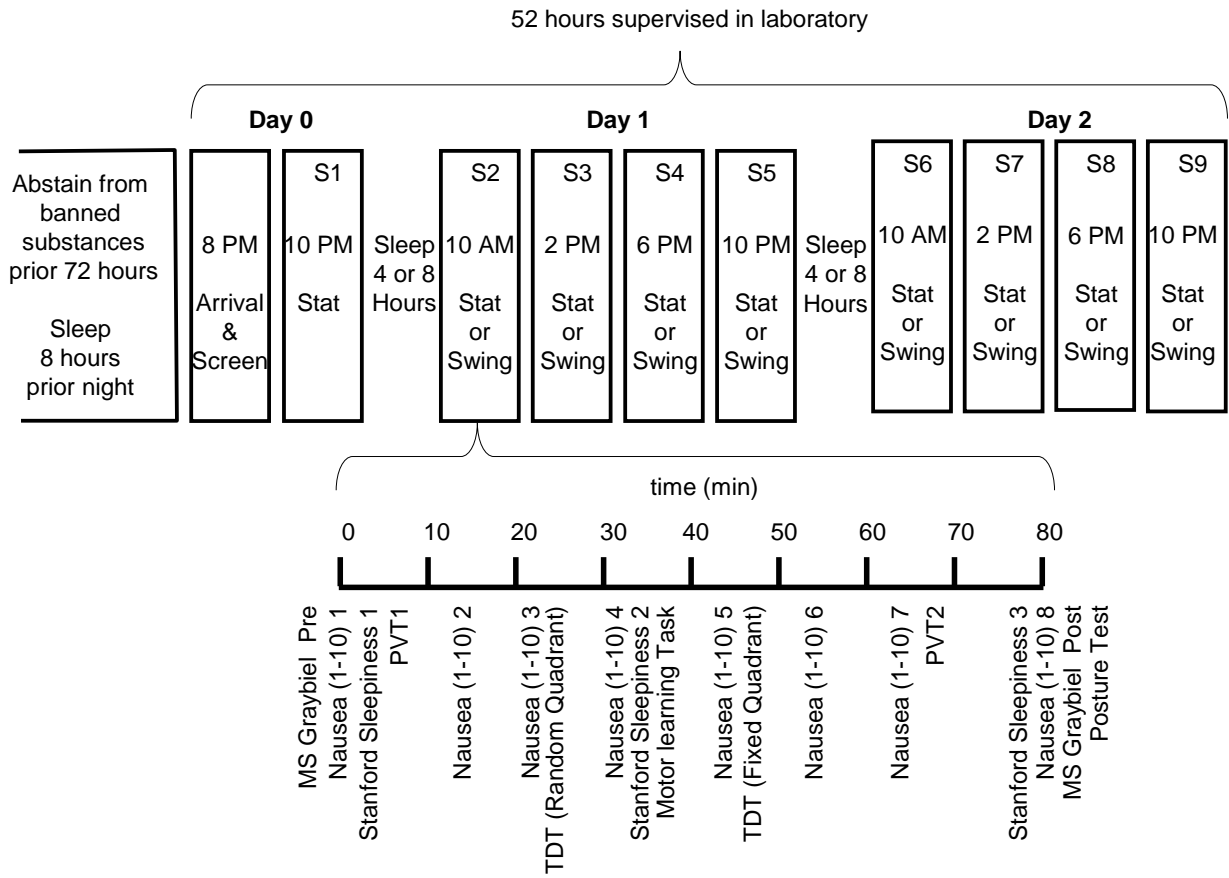 52 hours supervised in laboratory
Day 0
Day 1
Day 2
Abstain from
banned
substances
prior 72 hours
Sleep
8 hours
prior night
8 PM
Arrival
&
Screen
S1
10 PM
Stat
Sleep
4 or 8
Hours
S2
10 AM
Stat
or
Swing
S3
2 PM
Stat
or
Swing
S4
6 PM
Stat
or
Swing
S5
10 PM
Stat
or
Swing
Sleep
4 or 8
Hours
S6
10 AM
Stat
or
Swing
S7
2 PM
Stat
or
Swing
S8
6 PM
Stat
or
Swing
S9
10 PM
Stat
or
Swing
time (min)
0 10 20 30 40 50 60 70 80
MS Graybiel Pre
Nausea (1-10) 1
Stanford Sleepiness 1
PVT1
Nausea (1-10) 2
Nausea (1-10) 3
TDT (Random Quadrant)
Nausea (1-10) 4
Stanford Sleepiness 2
Motor learning Task
Nausea (1-10) 5
TDT (Fixed Quadrant)
Nausea (1-10) 6
Nausea (1-10) 7
PVT2
Stanford Sleepiness 3
Nausea (1-10) 8
MS Graybiel Post
Posture Test